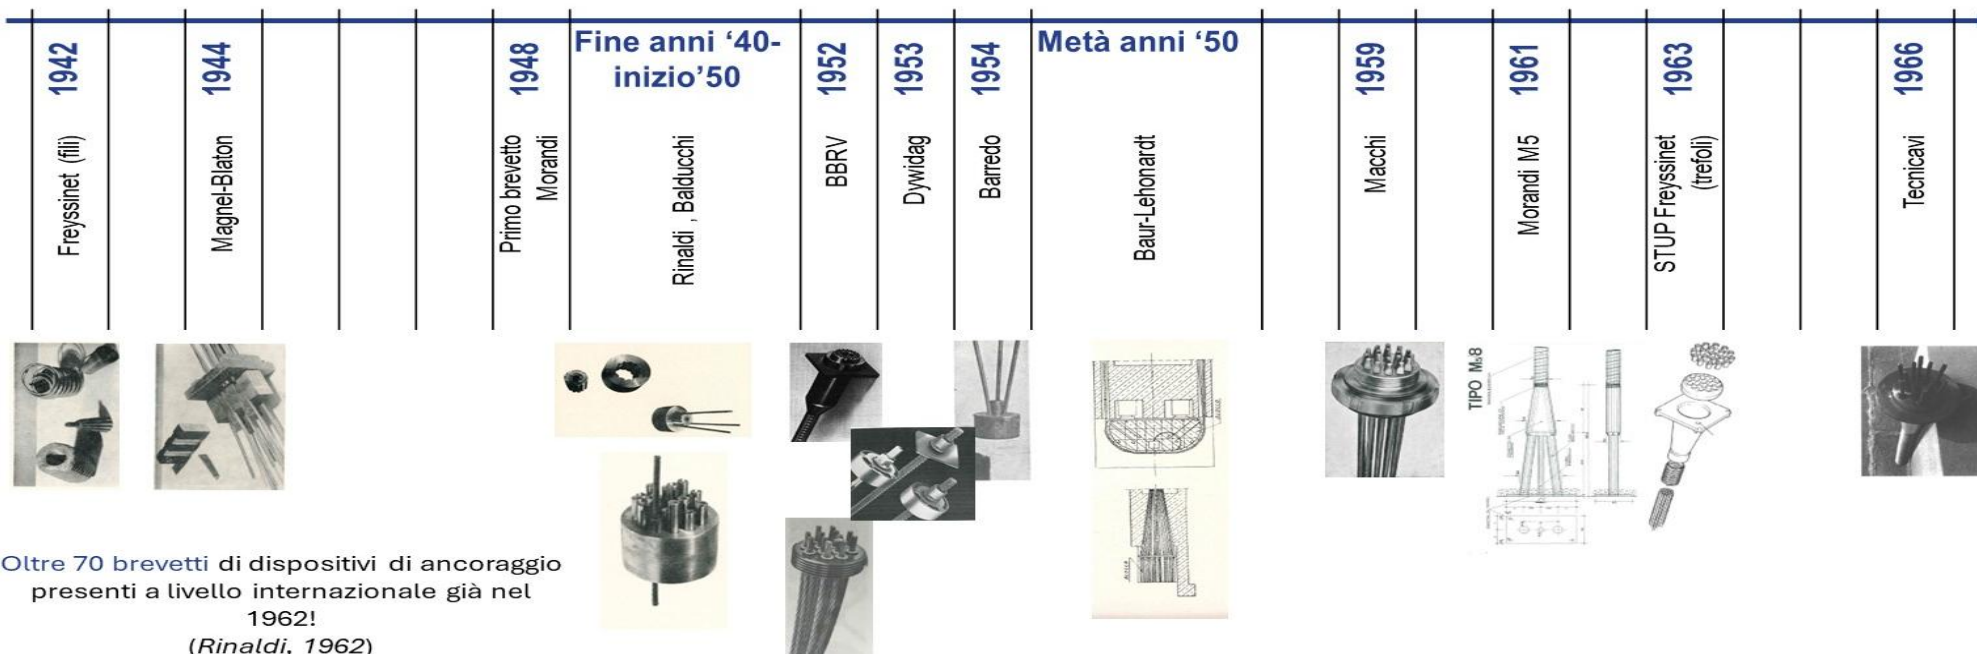 1942
1944
1948
Fine anni ‘40-
inizio’50
1952
1953
1954
Metà anni ‘50
1959
1961
1963
1966
Freyssinet (fili)
Magnel-Blaton
Primo brevetto
Morandi
Rinaldi , Balducchi
BBRV
Dywidag
Barredo
Baur-Lehonardt
Macchi
Morandi M5
STUP Freyssinet
(trefoli)
Tecnicavi
TIPO M58
Oltre 70 brevetti di dispositivi di ancoraggio
presenti a livello internazionale già nel
1962!
(Rinaldi, 1962)